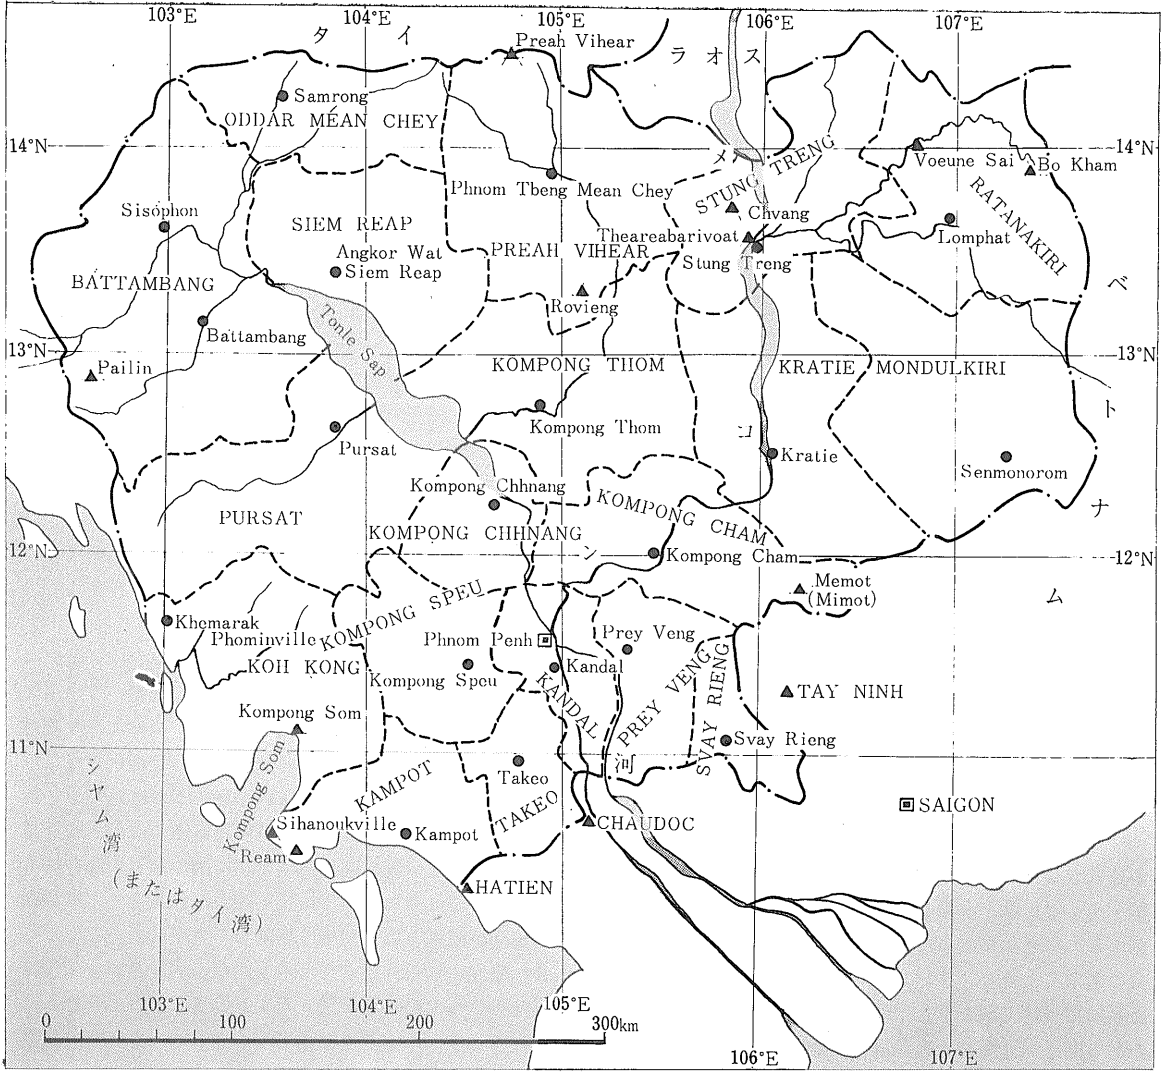 103°E
104°E
105°E
106°E
107°E
タイ
Preah Vihear
ラオス
Samrong
ODDAR MEAN CHEY
14°N
14°N
STUNG TRENG
Voeune Sai
Bo Kham
Phnom Tbeng Mean Chey
メ
RATANAKIRI
Sisophon
Chvang
SIEM REAP
Theareabarivoat
Lomphat
Angkor Wat
PREAH VIHEAR
Siem Reap
Stung Treng
BATTAMBANG
ベ
Rovieng
Tonle Sap
Battambang
13°N
13°N
Pailin
KOMPONG THOM
KRATIE
MONDULKIRI
ト
Kompong Thom
コ
Pursat
Kratie
Senmonorom
Kompong Chhnang
KOMPONG CHAM
ナ
PURSAT
KOMPONG CHHNANG
ン
12°N
Kompong Cham
12°N
Memot
(Mimot)
ム
KOMPONG SPEU
Khemarak
Phominville
Phnom Penh
Prey Veng
KOH KONG
Kandal
Kompong Speu
KANDAL
PREY VENG
SVAY RIENG
TAY NINH
Kompong Som
11°N
Svay Rieng
河
シヤム湾
Kompong Som
KAMPOT
Takeo
TAKEO
SAIGON
Sihanoukville
Kampot
CHAUDOC
Ream
HATIEN
(またはタイ湾)
103°E
104°E
105°E
106°E
107°E
0
100
200
300km